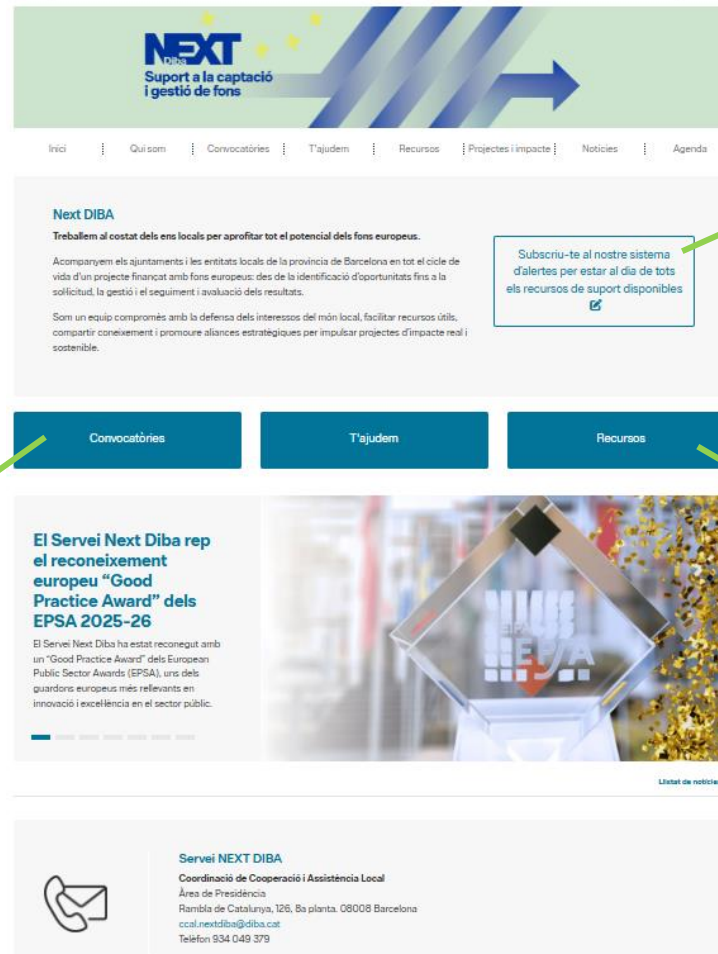 NEXT
Diba
Suport a la captació
i gestió de fons
Inici
Qui som
Convocatòries
T'ajudem
Recursos
Projectes i impacte
Notícies
Agenda
Next DIBA
Treballem al costat dels ens locals per aprofitar tot el potencial dels fons europeus.
Acompanyem els ajuntaments i les entitats locals de la província de Barcelona en tot el cicle de
vida d'un projecte finançat amb fons europeus: des de la identificació d'oportunitats fins a la
sol·licitud, la gestió i el seguiment i avaluació dels resultats.
Som un equip compromès amb la defensa dels interessos del món local, facilitar recursos útils,
compartir coneixement i promoure aliances estratègiques per impulsar projectes d'impacte real i
sostenible.
Subscriu-te al nostre sistema
d'alertes per estar al dia de tots
els recursos de suport disponibles
Convocatòries
T'ajudem
Recursos
El Servei Next Diba rep
el reconeixement
europeu “Good
Practice Award” dels
EPSA 2025-26
El Servei Next Diba ha estat reconegut amb
un “Good Practice Award” dels European
Public Sector Awards (EPSA), uns dels
guardons europeus més rellevants en
innovació i excel·lència en el sector públic.
EPSA
Llistat de notície
Servei NEXT DIBA
Coordinació de Cooperació i Assistència Local
Àrea de Presidència
Rambla de Catalunya, 126, 8a planta. 08008 Barcelona
ccal.nextdiba@diba.cat
Telèfon 934 049 379